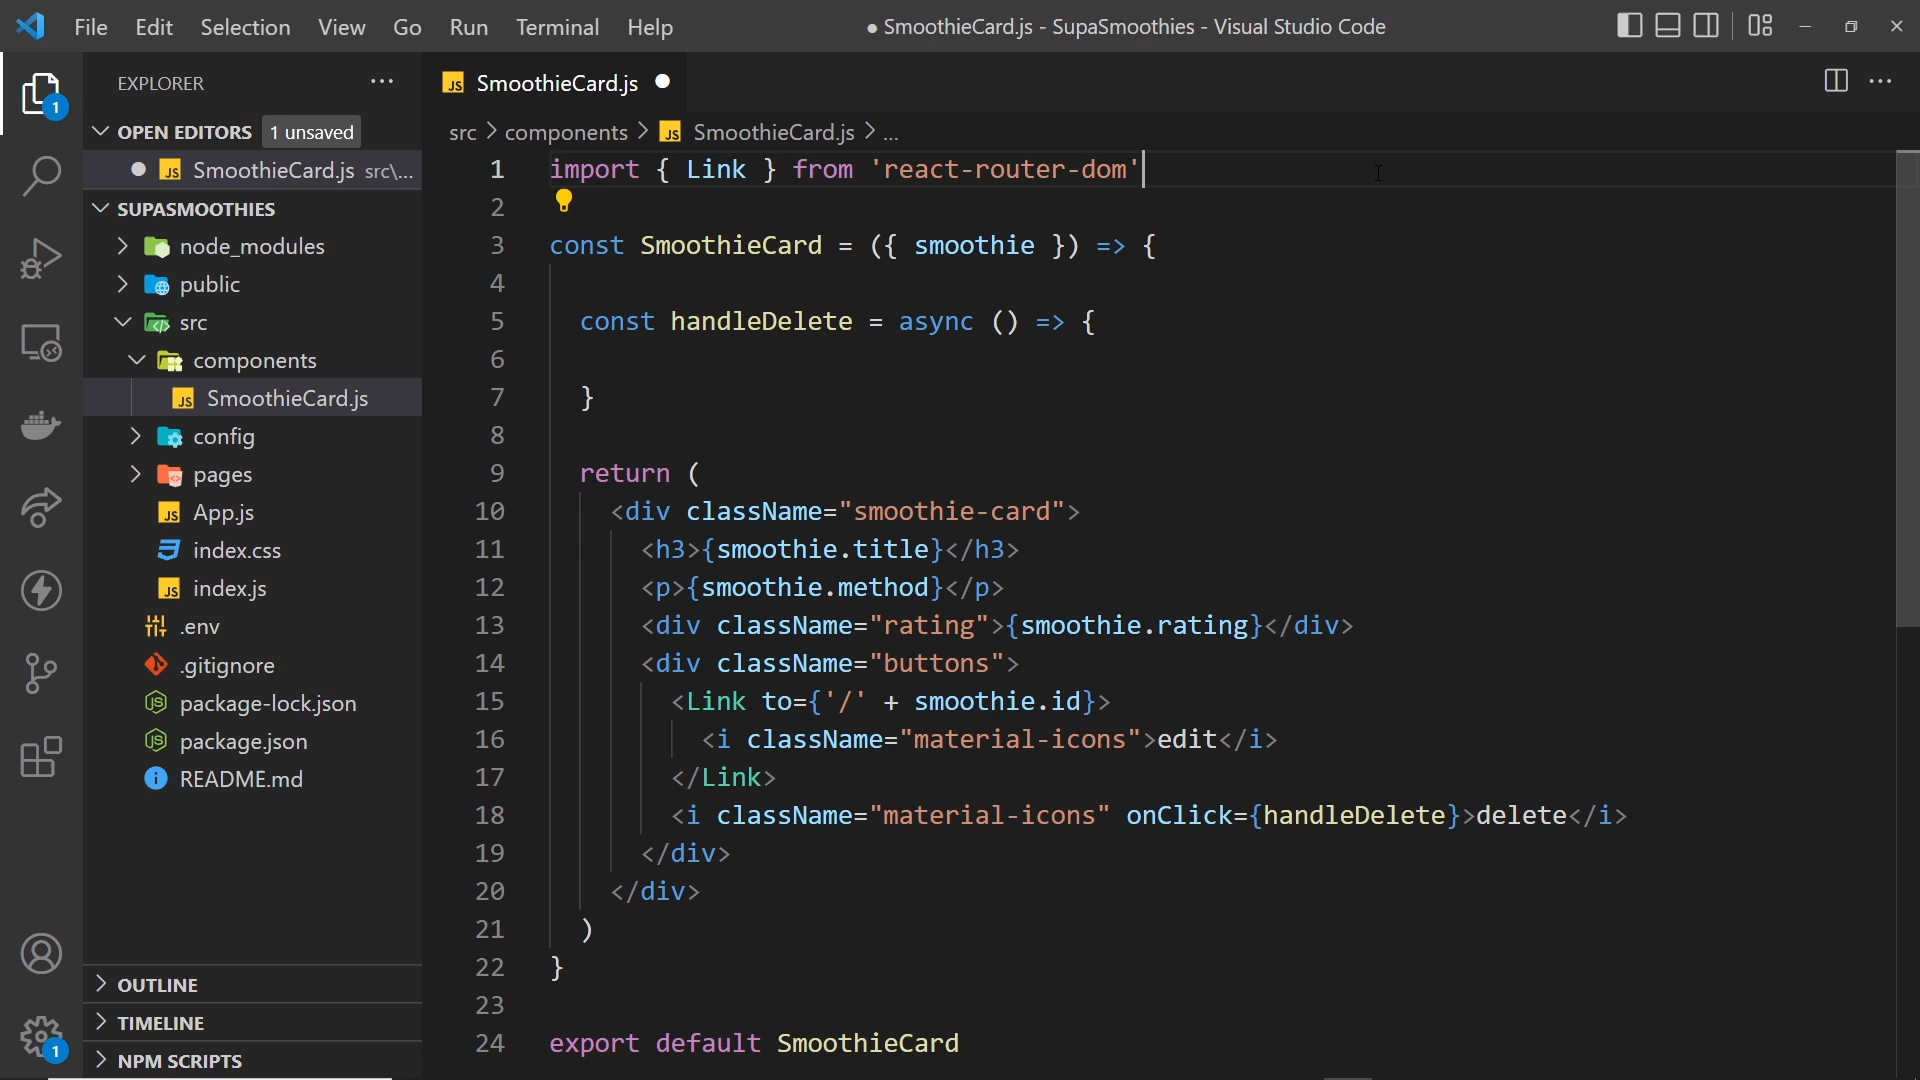 File Edit Selection View Go Run Terminal Help
● SmoothieCard.js - SupaSmoothies - Visual Studio Code
EXPLORER
OPEN EDITORS 1 unsaved
SmoothieCard.js src\...
SUPASMOOTHIES
node_modules
public
src
components
SmoothieCard.js
config
pages
App.js
index.css
index.js
.env
.gitignore
package-lock.json
package.json
README.md
OUTLINE
TIMELINE
NPM SCRIPTS
1
1
JS SmoothieCard.js
src > components > JS SmoothieCard.js > ...
1 import { Link } from 'react-router-dom'
2
3 const SmoothieCard = ({ smoothie }) => {
4
5 const handleDelete = async () => {
6
7 }
8
9 return (
10 <div className="smoothie-card">
11 <h3>{smoothie.title}</h3>
12 <p>{smoothie.method}</p>
13 <div className="rating">{smoothie.rating}</div>
14 <div className="buttons">
15 <Link to={'/' + smoothie.id}>
16 <i className="material-icons">edit</i>
17 </Link>
18 <i className="material-icons" onClick={handleDelete}>delete</i>
19 </div>
20 </div>
21 )
22 }
23
24 export default SmoothieCard